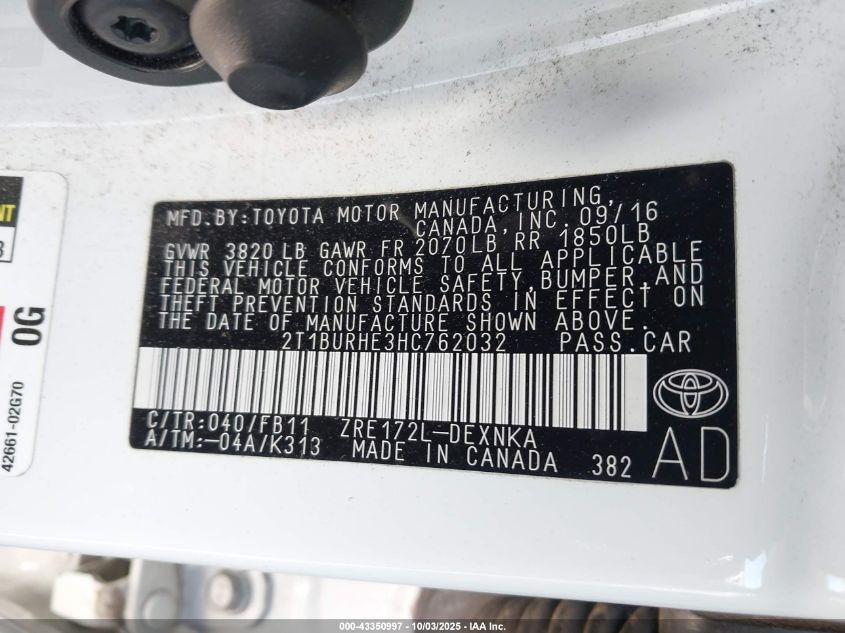 MFD. BY:TOYOTA MOTOR MANUFACTURING,
CANADA, INC. 09/16
GVWR 3820 LB GAWR FR 2070LB RR 1850LB
THIS VEHICLE CONFORMS TO ALL APPLICABLE
FEDERAL MOTOR VEHICLE SAFETY, BUMPER, AND
THEFT PREVENTION STANDARDS IN EFFECT ON
THE DATE OF MANUFACTURE SHOWN ABOVE.
2T1BURHE3HC762032 PASS. CAR
C/TR:040/FB11 ZRE172L-DEXNKA
A/TM:-04A/K313 MADE IN CANADA 382
AD
0G
42661-02G70
000-43350997 - 10/03/2025 - IAA Inc.